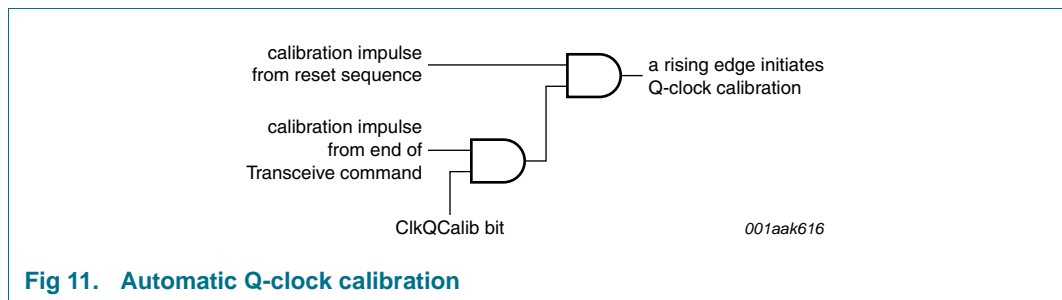 calibration impulse
from reset sequence
a rising edge initiates
Q-clock calibration
calibration impulse
from end of
Transceive command
ClkQCalib bit
001aak616
Fig 11. Automatic Q-clock calibration